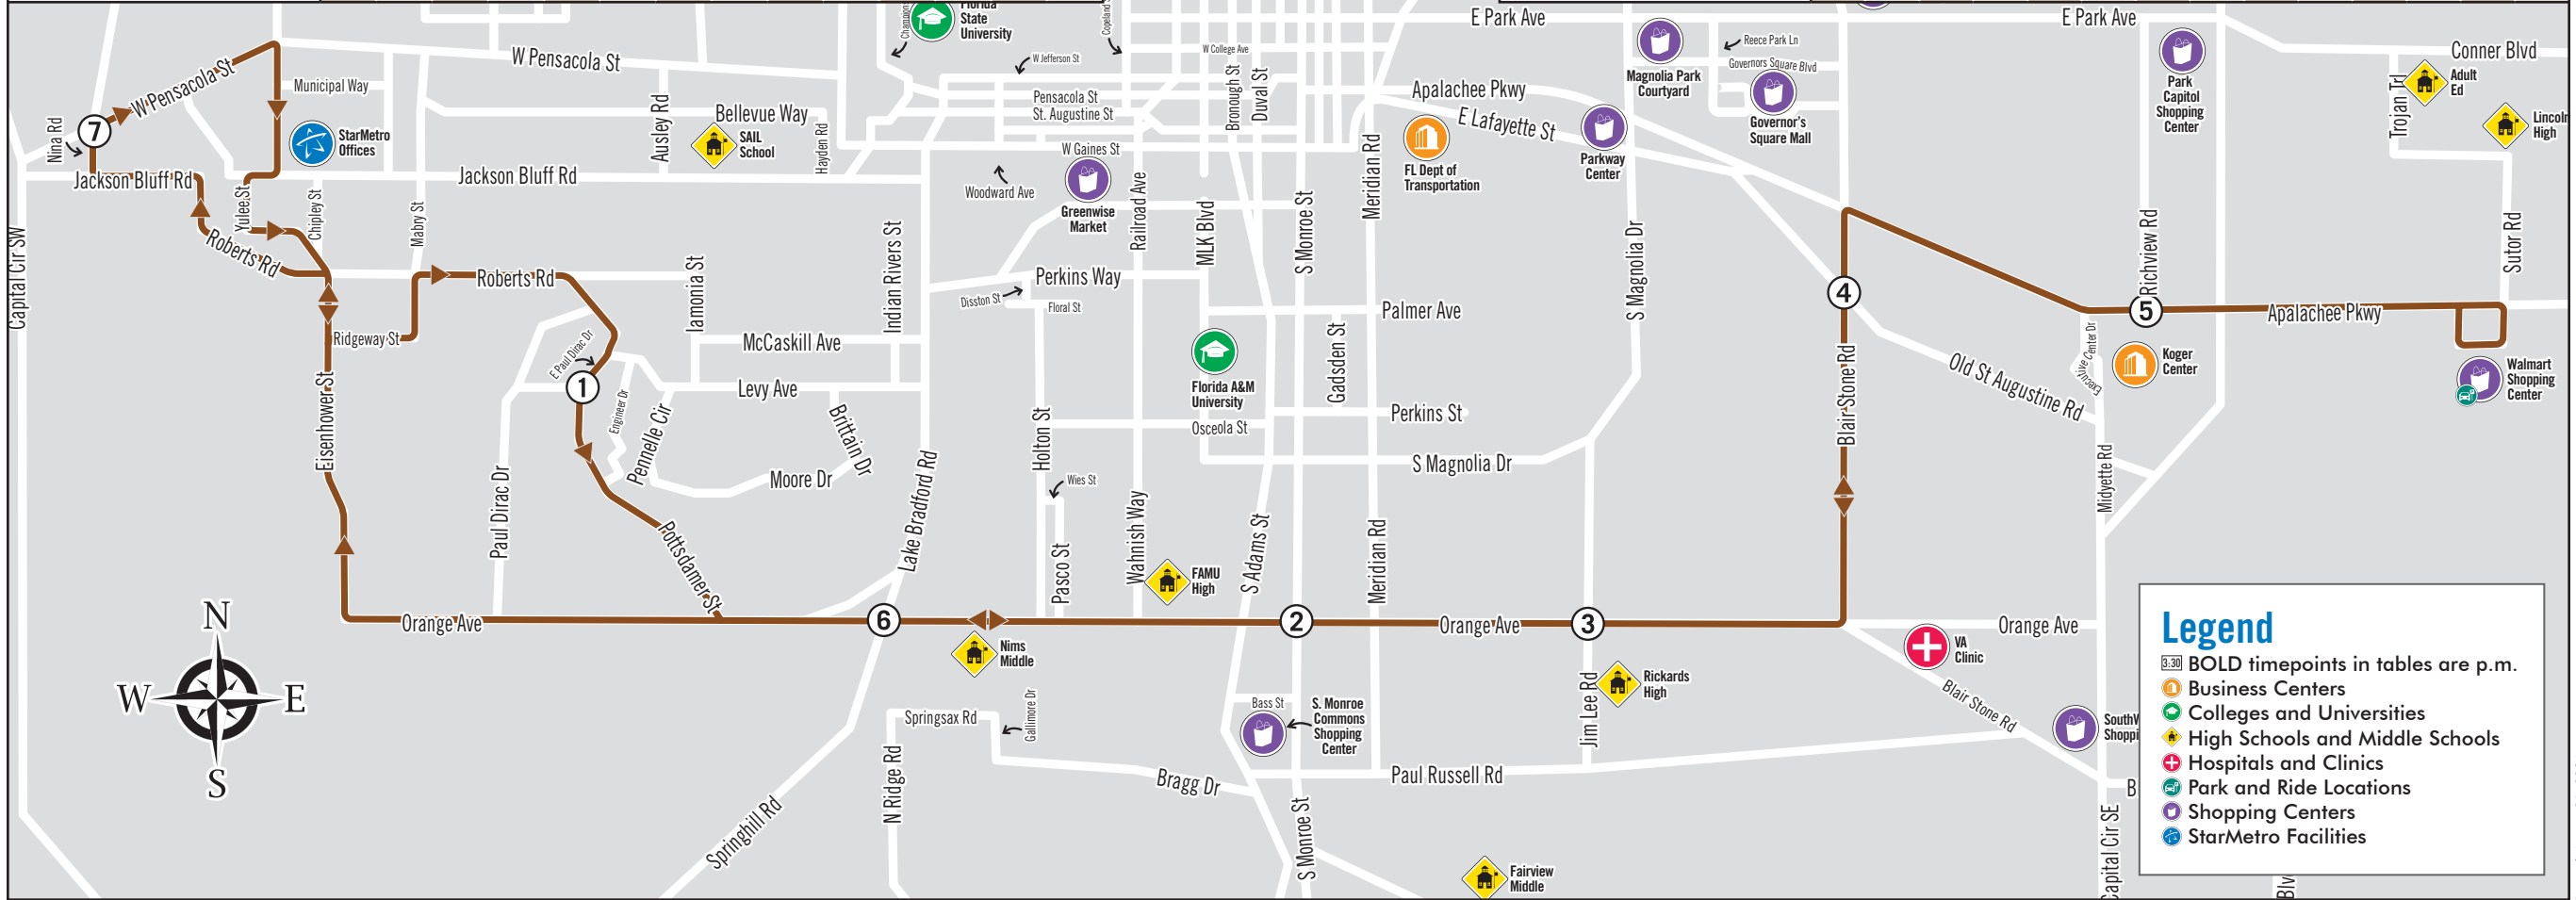 Florida
State
University
E Park Ave
E Park Ave
Conner Blvd
W Pensacola St
W Pensacola St
Municipal Way
W Jefferson St
W College Ave
Reece Park Ln
Governors Square Blvd
Magnolia Park
Courtyard
Governor's
Square Mall
Park
Capitol
Shopping
Center
Trojan Trl
Adult
Ed
Lincoln
High
Apalachee Pkwy
E Lafayette St
Pensacola St
St. Augustine St
Bronough St
Duval St
Bellevue Way
Ausley Rd
Hayden Rd
SAIL
School
StarMetro
Offices
Nina Rd
7
Jackson Bluff Rd
Jackson Bluff Rd
W Gaines St
Woodward Ave
Greenwise
Market
Railroad Ave
Meridian Rd
FL Dept of
Transportation
Parkway
Center
Yulee St
Chipley St
Mabry St
Roberts Rd
Roberts Rd
Capital Cir SW
Iamonia St
Indian Rivers St
Perkins Way
Disston St
Floral St
MLK Blvd
S Monroe St
S Magnolia Dr
Palmer Ave
4
Richview Rd
5
Apalachee Pkwy
Sutor Rd
Ridgeway St
E Paul Dirac Dr
1
McCaskill Ave
Levy Ave
Engineer Dr
Pennelle Cir
Brittain Dr
Moore Dr
Florida A&M
University
Gadsden St
Perkins St
Osceola St
Holton St
S Magnolia Dr
Blair Stone Rd
Old St Augustine Rd
Executive Center Dr
Koger
Center
Walmart
Shopping
Center
Eisenhower St
Paul Dirac Dr
Pottsdamer St
Lake Bradford Rd
Wies St
Pasco St
Wahnish Way
FAMU
High
S Adams St
Meridian Rd
Midyette Rd
Orange Ave
6
2
Orange Ave
3
Orange Ave
Nims
Middle
VA
Clinic
Rickards
High
Jim Lee Rd
Blair Stone Rd
Springsax Rd
Gallimore Dr
N Ridge Rd
Bass St
S. Monroe
Commons
Shopping
Center
Bragg Dr
Paul Russell Rd
Springhill Rd
S Monroe St
Fairview
Middle
Capital Cir SE
N
W
E
S
Legend
3:30 BOLD timepoints in tables are p.m.
Business Centers
Colleges and Universities
High Schools and Middle Schools
Hospitals and Clinics
Park and Ride Locations
Shopping Centers
StarMetro Facilities